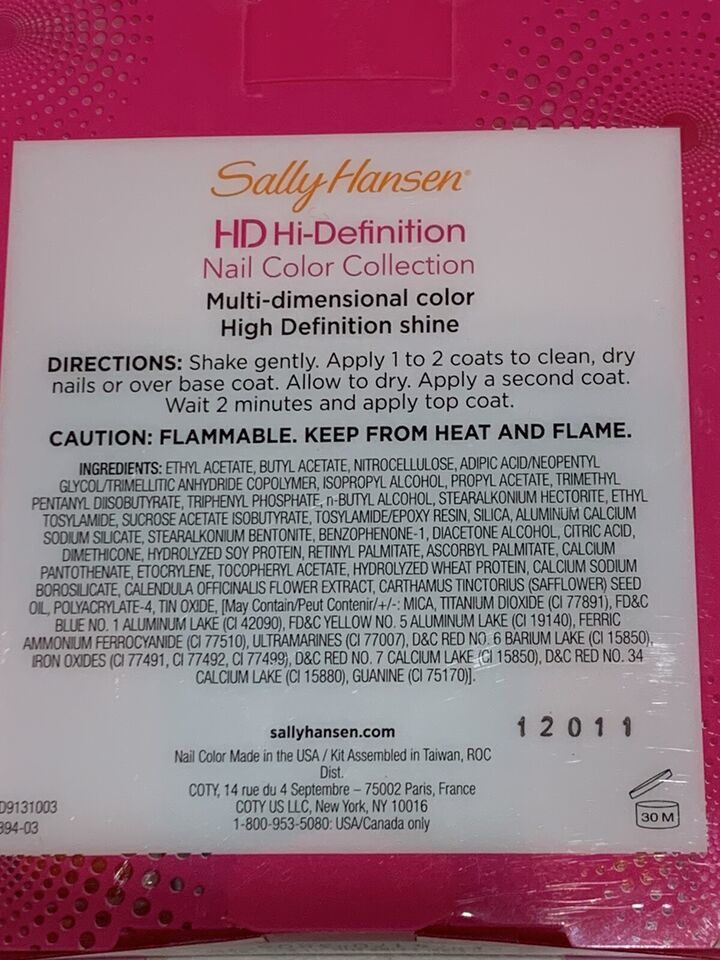 Sally Hansen®
HD Hi-Definition
Nail Color Collection
Multi-dimensional color
High Definition shine
DIRECTIONS: Shake gently. Apply 1 to 2 coats to clean, dry
nails or over base coat. Allow to dry. Apply a second coat.
Wait 2 minutes and apply top coat.
CAUTION: FLAMMABLE. KEEP FROM HEAT AND FLAME.
INGREDIENTS: ETHYL ACETATE, BUTYL ACETATE, NITROCELLULOSE, ADIPIC ACID/NEOPENTYL
GLYCOL/TRIMELLITIC ANHYDRIDE COPOLYMER, ISOPROPYL ALCOHOL, PROPYL ACETATE, TRIMETHYL
PENTANYL DIISOBUTYRATE, TRIPHENYL PHOSPHATE, n-BUTYL ALCOHOL, STEARALKONIUM HECTORITE, ETHYL
TOSYLAMIDE, SUCROSE ACETATE ISOBUTYRATE, TOSYLAMIDE/EPOXY RESIN, SILICA, ALUMINUM CALCIUM
SODIUM SILICATE, STEARALKONIUM BENTONITE, BENZOPHENONE-1, DIACETONE ALCOHOL, CITRIC ACID,
DIMETHICONE, HYDROLYZED SOY PROTEIN, RETINYL PALMITATE, ASCORBYL PALMITATE, CALCIUM
PANTOTHENATE, ETOCRYLENE, TOCOPHERYL ACETATE, HYDROLYZED WHEAT PROTEIN, CALCIUM SODIUM
BOROSILICATE, CALENDULA OFFICINALIS FLOWER EXTRACT, CARTHAMUS TINCTORIUS (SAFFLOWER) SEED
OIL, POLYACRYLATE-4, TIN OXIDE, [May Contain/Peut Contenir/+/-: MICA, TITANIUM DIOXIDE (CI 77891), FD&C
BLUE NO. 1 ALUMINUM LAKE (CI 42090), FD&C YELLOW NO. 5 ALUMINUM LAKE (CI 19140), FERRIC
AMMONIUM FERROCYANIDE (CI 77510), ULTRAMARINES (CI 77007), D&C RED NO. 6 BARIUM LAKE (CI 15850),
IRON OXIDES (CI 77491, CI 77492, CI 77499), D&C RED NO. 7 CALCIUM LAKE (CI 15850), D&C RED NO. 34
CALCIUM LAKE (CI 15880), GUANINE (CI 75170)].
12011
sallyhansen.com
Nail Color Made in the USA / Kit Assembled in Taiwan, ROC
Dist.
COTY, 14 rue du 4 Septembre – 75002 Paris, France
COTY US LLC, New York, NY 10016
1-800-953-5080: USA/Canada only
D9131003
394-03
30 M